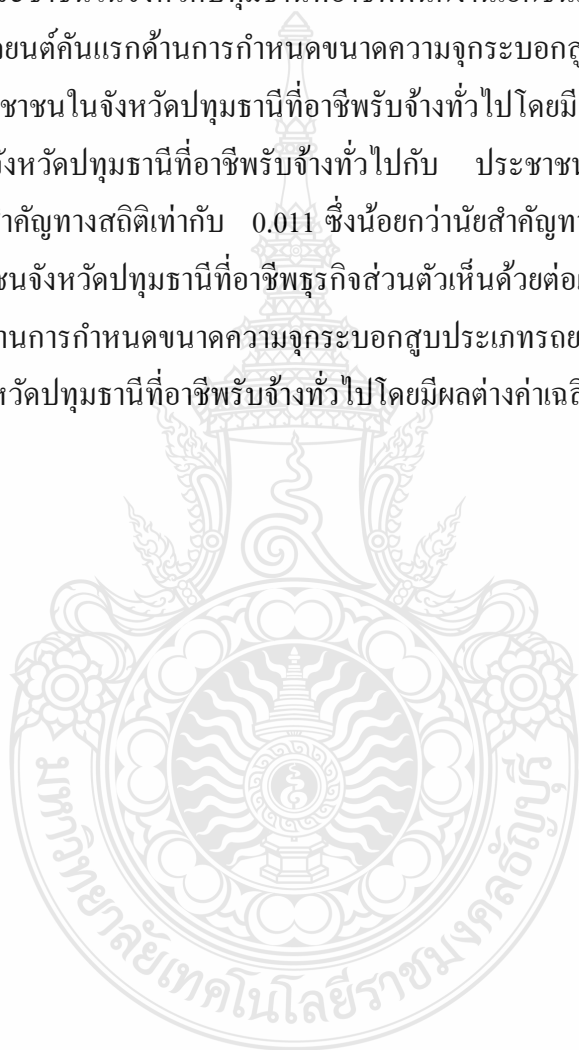 ยนต์คันแรกด้านการกำหนดขนาดความจุกระบอกสู
ชาชนในจังหวัดปทุมธานีที่อาชีพรับจ้างทั่วไปโดยมี
จังหวัดปทุมธานีที่อาชีพรับจ้างทั่วไปกับ ประชาชน
สำคัญทางสถิติเท่ากับ 0.011 ซึ่งน้อยกว่านัยสำคัญทา
ชนจังหวัดปทุมธานีที่อาชีพธุรกิจส่วนตัวเห็นด้วยต่อ
านการกำหนดขนาดความจุกระบอกสูบประเภทรถย
หวัดปทุมธานีที่อาชีพรับจ้างทั่วไปโดยมีผลต่างค่าเฉลี
มหาวิทยาลัยเทคโนโลยีราชมงคลธัญบุรี